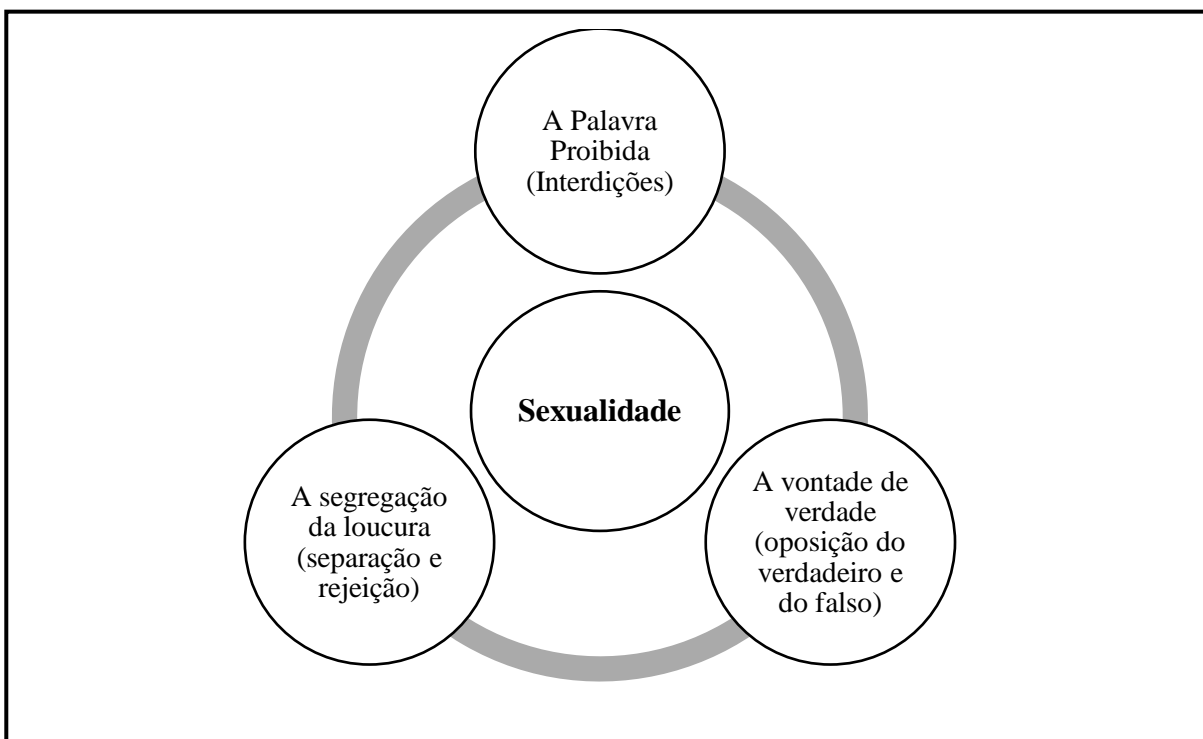 A Palavra
Proibida
(Interdições)
Sexualidade
A segregação
da loucura
(separação e
rejeição)
A vontade de
verdade
(oposição do
verdadeiro e
do falso)